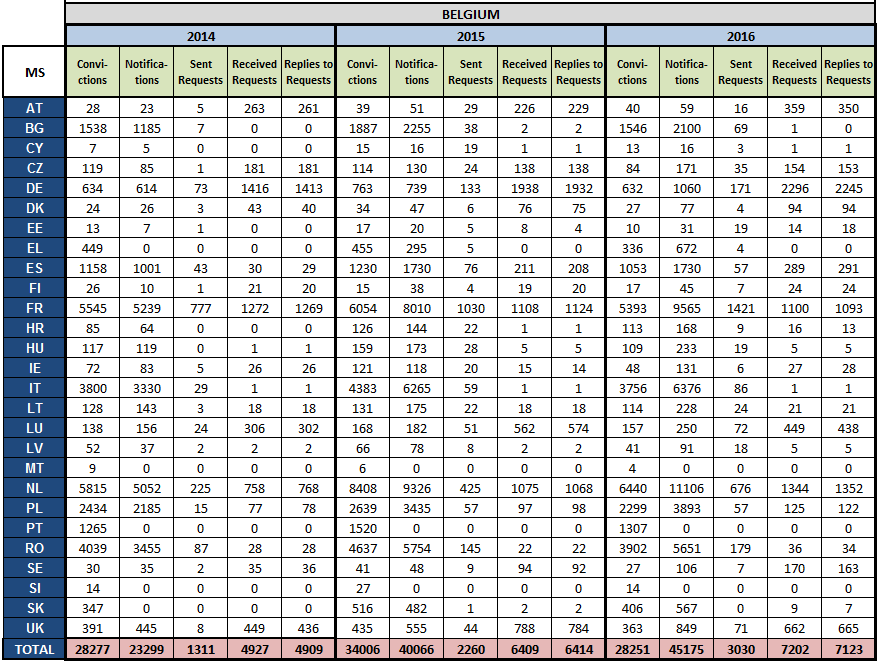 BELGIUM
2014 2015 2016
MS Convi-ctions Notifica-tions Sent Requests Received Requests Replies to Requests Convi-ctions Notifica-tions Sent Requests Received Requests Replies to Requests Convi-ctions Notifica-tions Sent Requests Received Requests Replies to Requests
AT 28 23 5 263 261 39 51 29 226 229 40 59 16 359 350
BG 1538 1185 7 0 0 1887 2255 38 2 2 1546 2100 69 1 0
CY 7 5 0 0 0 15 16 19 1 1 13 16 3 1 1
CZ 119 85 1 181 181 114 130 24 138 138 84 171 35 154 153
DE 634 614 73 1416 1413 763 739 133 1938 1932 632 1060 171 2296 2245
DK 24 26 3 43 40 34 47 6 76 75 27 77 4 94 94
EE 13 7 1 0 0 17 20 5 8 4 10 31 19 14 18
EL 449 0 0 0 0 455 295 5 0 0 336 672 4 0 0
ES 1158 1001 43 30 29 1230 1730 76 211 208 1053 1730 57 289 291
FI 26 10 1 21 20 15 38 4 19 20 17 45 7 24 24
FR 5545 5239 777 1272 1269 6054 8010 1030 1108 1124 5393 9565 1421 1100 1093
HR 85 64 0 0 0 126 144 22 1 1 113 168 9 16 13
HU 117 119 0 1 1 159 173 28 5 5 109 233 19 5 5
IE 72 83 5 26 26 121 118 20 15 14 48 131 6 27 28
IT 3800 3330 29 1 1 4383 6265 59 1 1 3756 6376 86 1 1
LT 128 143 3 18 18 131 175 22 18 18 114 228 24 21 21
LU 138 156 24 306 302 168 182 51 562 574 157 250 72 449 438
LV 52 37 2 2 2 66 78 8 2 2 41 91 18 5 5
MT 9 0 0 0 0 6 0 0 0 0 4 0 0 0 0
NL 5815 5052 225 758 768 8408 9326 425 1075 1068 6440 11106 676 1344 1352
PL 2434 2185 15 77 78 2639 3435 57 97 98 2299 3893 57 125 122
PT 1265 0 0 0 0 1520 0 0 0 0 1307 0 0 0 0
RO 4039 3455 87 28 28 4637 5754 145 22 22 3902 5651 179 36 34
SE 30 35 2 35 36 41 48 9 94 92 27 106 7 170 163
SI 14 0 0 0 0 27 0 0 0 0 14 0 0 0 0
SK 347 0 0 0 0 516 482 1 2 2 406 567 0 9 7
UK 391 445 8 449 436 435 555 44 788 784 363 849 71 662 665
TOTAL 28277 23299 1311 4927 4909 34006 40066 2260 6409 6414 28251 45175 3030 7202 7123